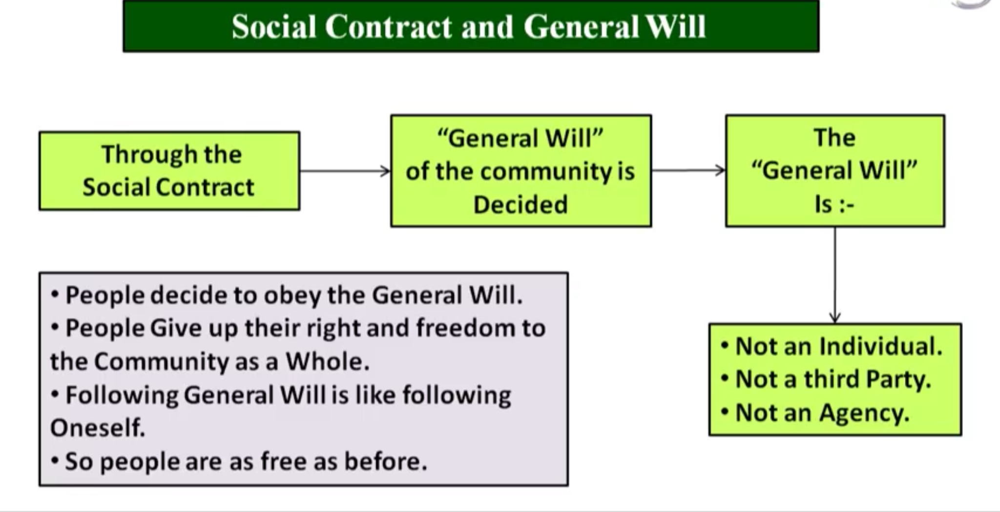 Social Contract and General Will
Through the
Social Contract
“General Will”
of the community is
Decided
The
“General Will”
Is :-
• People decide to obey the General Will.
• People Give up their right and freedom to
the Community as a Whole.
• Following General Will is like following
Oneself.
• So people are as free as before.
• Not an Individual.
• Not a third Party.
• Not an Agency.